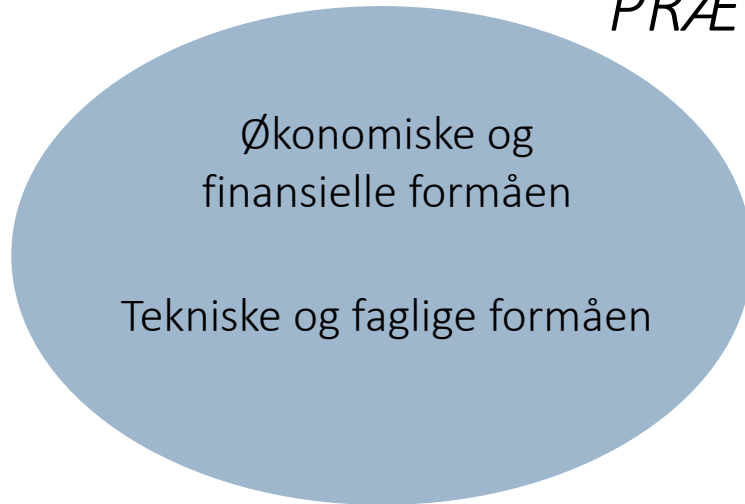 PRÆ
Økonomiske og
finansielle formåen
Tekniske og faglige formåen